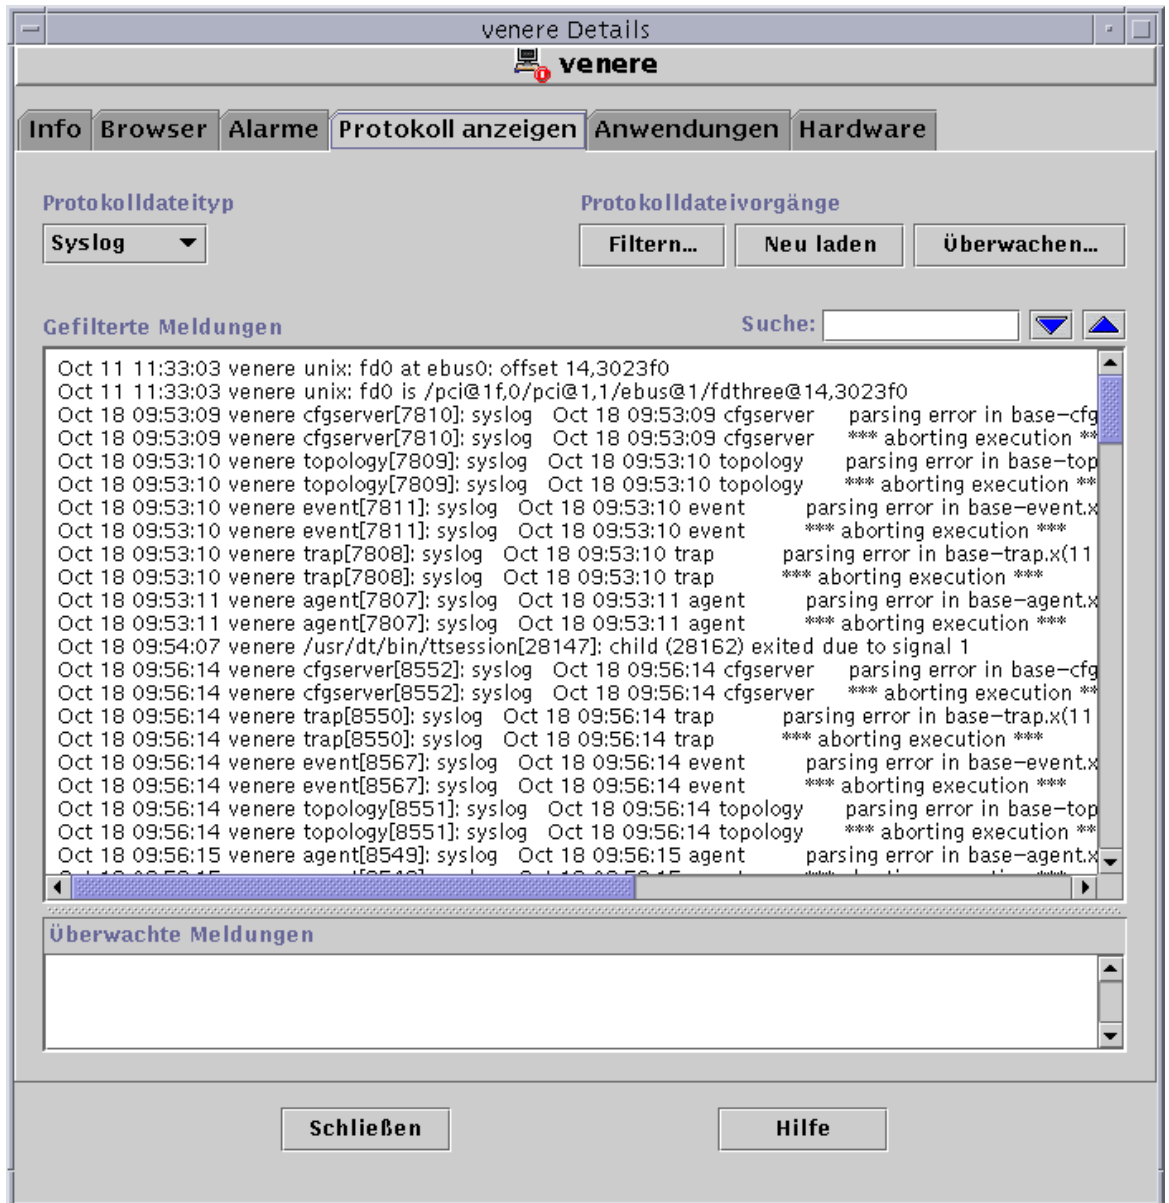 venere Details
venere
Info Browser Alarme Protokoll anzeigen Anwendungen Hardware
Protokolldateityp Protokolldateivorgänge
Syslog Filtern... Neu laden Überwachen...
Gefilterte Meldungen Suche:
Oct 11 11:33:03 venere unix: fd0 at ebus0: offset 14,3023f0
Oct 11 11:33:03 venere unix: fd0 is /pci@1f,0/pci@1,1/ebus@1/fdthree@14,3023f0
Oct 18 09:53:09 venere cfgserver[7810]: syslog Oct 18 09:53:09 cfgserver parsing error in base-cfg
Oct 18 09:53:09 venere cfgserver[7810]: syslog Oct 18 09:53:09 cfgserver *** aborting execution **
Oct 18 09:53:10 venere topology[7809]: syslog Oct 18 09:53:10 topology parsing error in base-top
Oct 18 09:53:10 venere topology[7809]: syslog Oct 18 09:53:10 topology *** aborting execution **
Oct 18 09:53:10 venere event[7811]: syslog Oct 18 09:53:10 event parsing error in base-event.x
Oct 18 09:53:10 venere event[7811]: syslog Oct 18 09:53:10 event *** aborting execution ***
Oct 18 09:53:10 venere trap[7808]: syslog Oct 18 09:53:10 trap parsing error in base-trap.x(11
Oct 18 09:53:10 venere trap[7808]: syslog Oct 18 09:53:10 trap *** aborting execution ***
Oct 18 09:53:11 venere agent[7807]: syslog Oct 18 09:53:11 agent parsing error in base-agent.x
Oct 18 09:53:11 venere agent[7807]: syslog Oct 18 09:53:11 agent *** aborting execution ***
Oct 18 09:54:07 venere /usr/dt/bin/ttsession[28147]: child (28162) exited due to signal 1
Oct 18 09:56:14 venere cfgserver[8552]: syslog Oct 18 09:56:14 cfgserver parsing error in base-cfg
Oct 18 09:56:14 venere cfgserver[8552]: syslog Oct 18 09:56:14 cfgserver *** aborting execution **
Oct 18 09:56:14 venere trap[8550]: syslog Oct 18 09:56:14 trap parsing error in base-trap.x(11
Oct 18 09:56:14 venere trap[8550]: syslog Oct 18 09:56:14 trap *** aborting execution ***
Oct 18 09:56:14 venere event[8567]: syslog Oct 18 09:56:14 event parsing error in base-event.x
Oct 18 09:56:14 venere event[8567]: syslog Oct 18 09:56:14 event *** aborting execution ***
Oct 18 09:56:14 venere topology[8551]: syslog Oct 18 09:56:14 topology parsing error in base-top
Oct 18 09:56:14 venere topology[8551]: syslog Oct 18 09:56:14 topology *** aborting execution **
Oct 18 09:56:15 venere agent[8549]: syslog Oct 18 09:56:15 agent parsing error in base-agent.x
Überwachte Meldungen
Schließen Hilfe